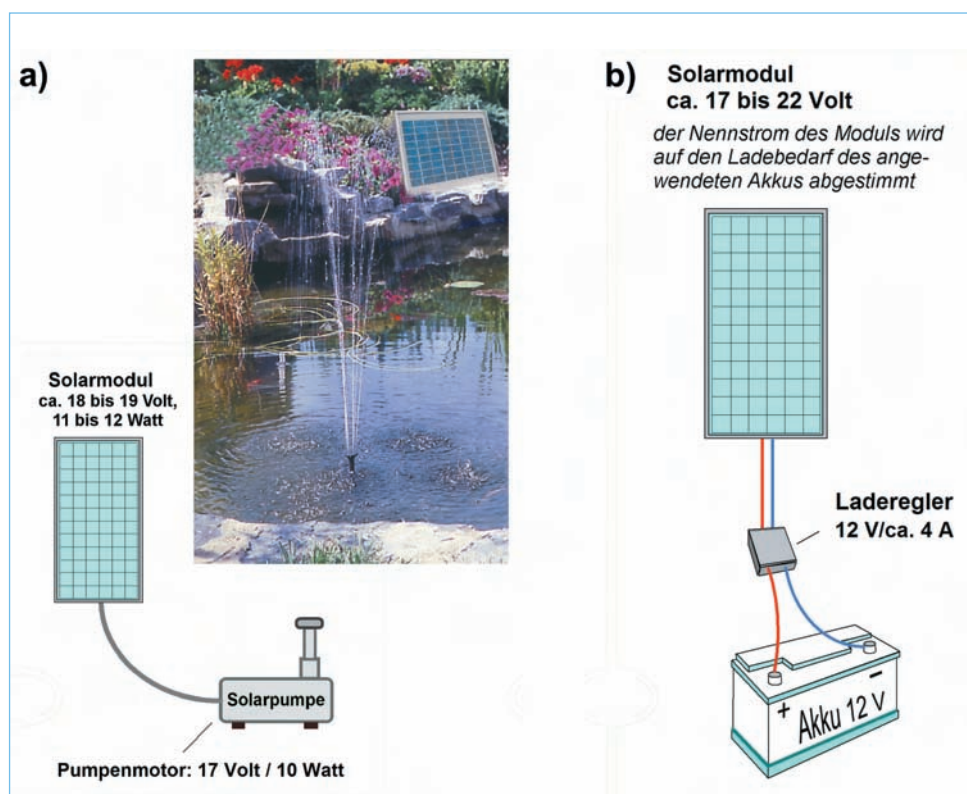 a)
Solarmodul
ca. 18 bis 19 Volt,
11 bis 12 Watt
Solarpumpe
Pumpenmotor: 17 Volt / 10 Watt
b)
Solarmodul
ca. 17 bis 22 Volt
der Nennstrom des Moduls wird
auf den Ladebedarf des ange-
wendeten Akkus abgestimmt
Laderegler
12 V/ca. 4 A
+ –
Akku 12 V